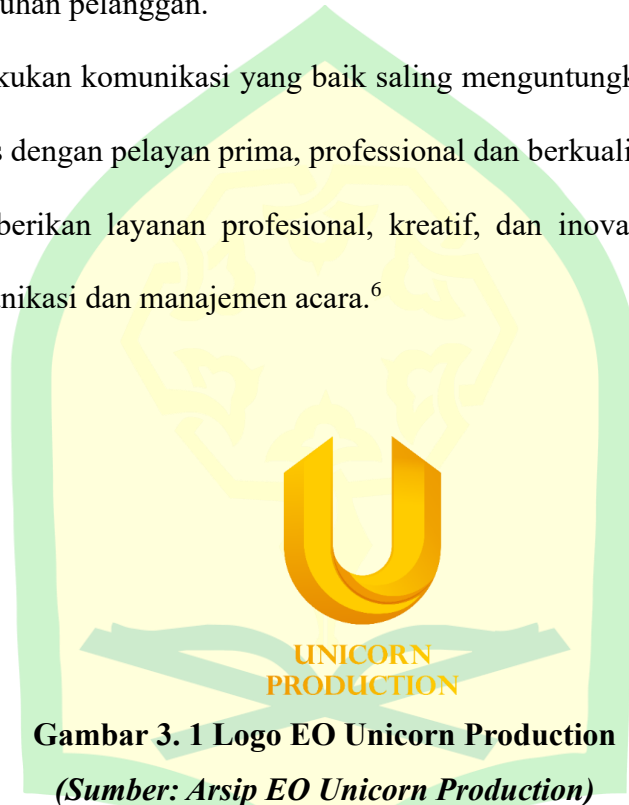 uhan pelanggan.
kukan komunikasi yang baik saling menguntungk
s dengan pelayan prima, professional dan berkuali
berikan layanan profesional, kreatif, dan inova
nikasi dan manajemen acara.6
UNICORN
PRODUCTION
Gambar 3. 1 Logo EO Unicorn Production
(Sumber: Arsip EO Unicorn Production)